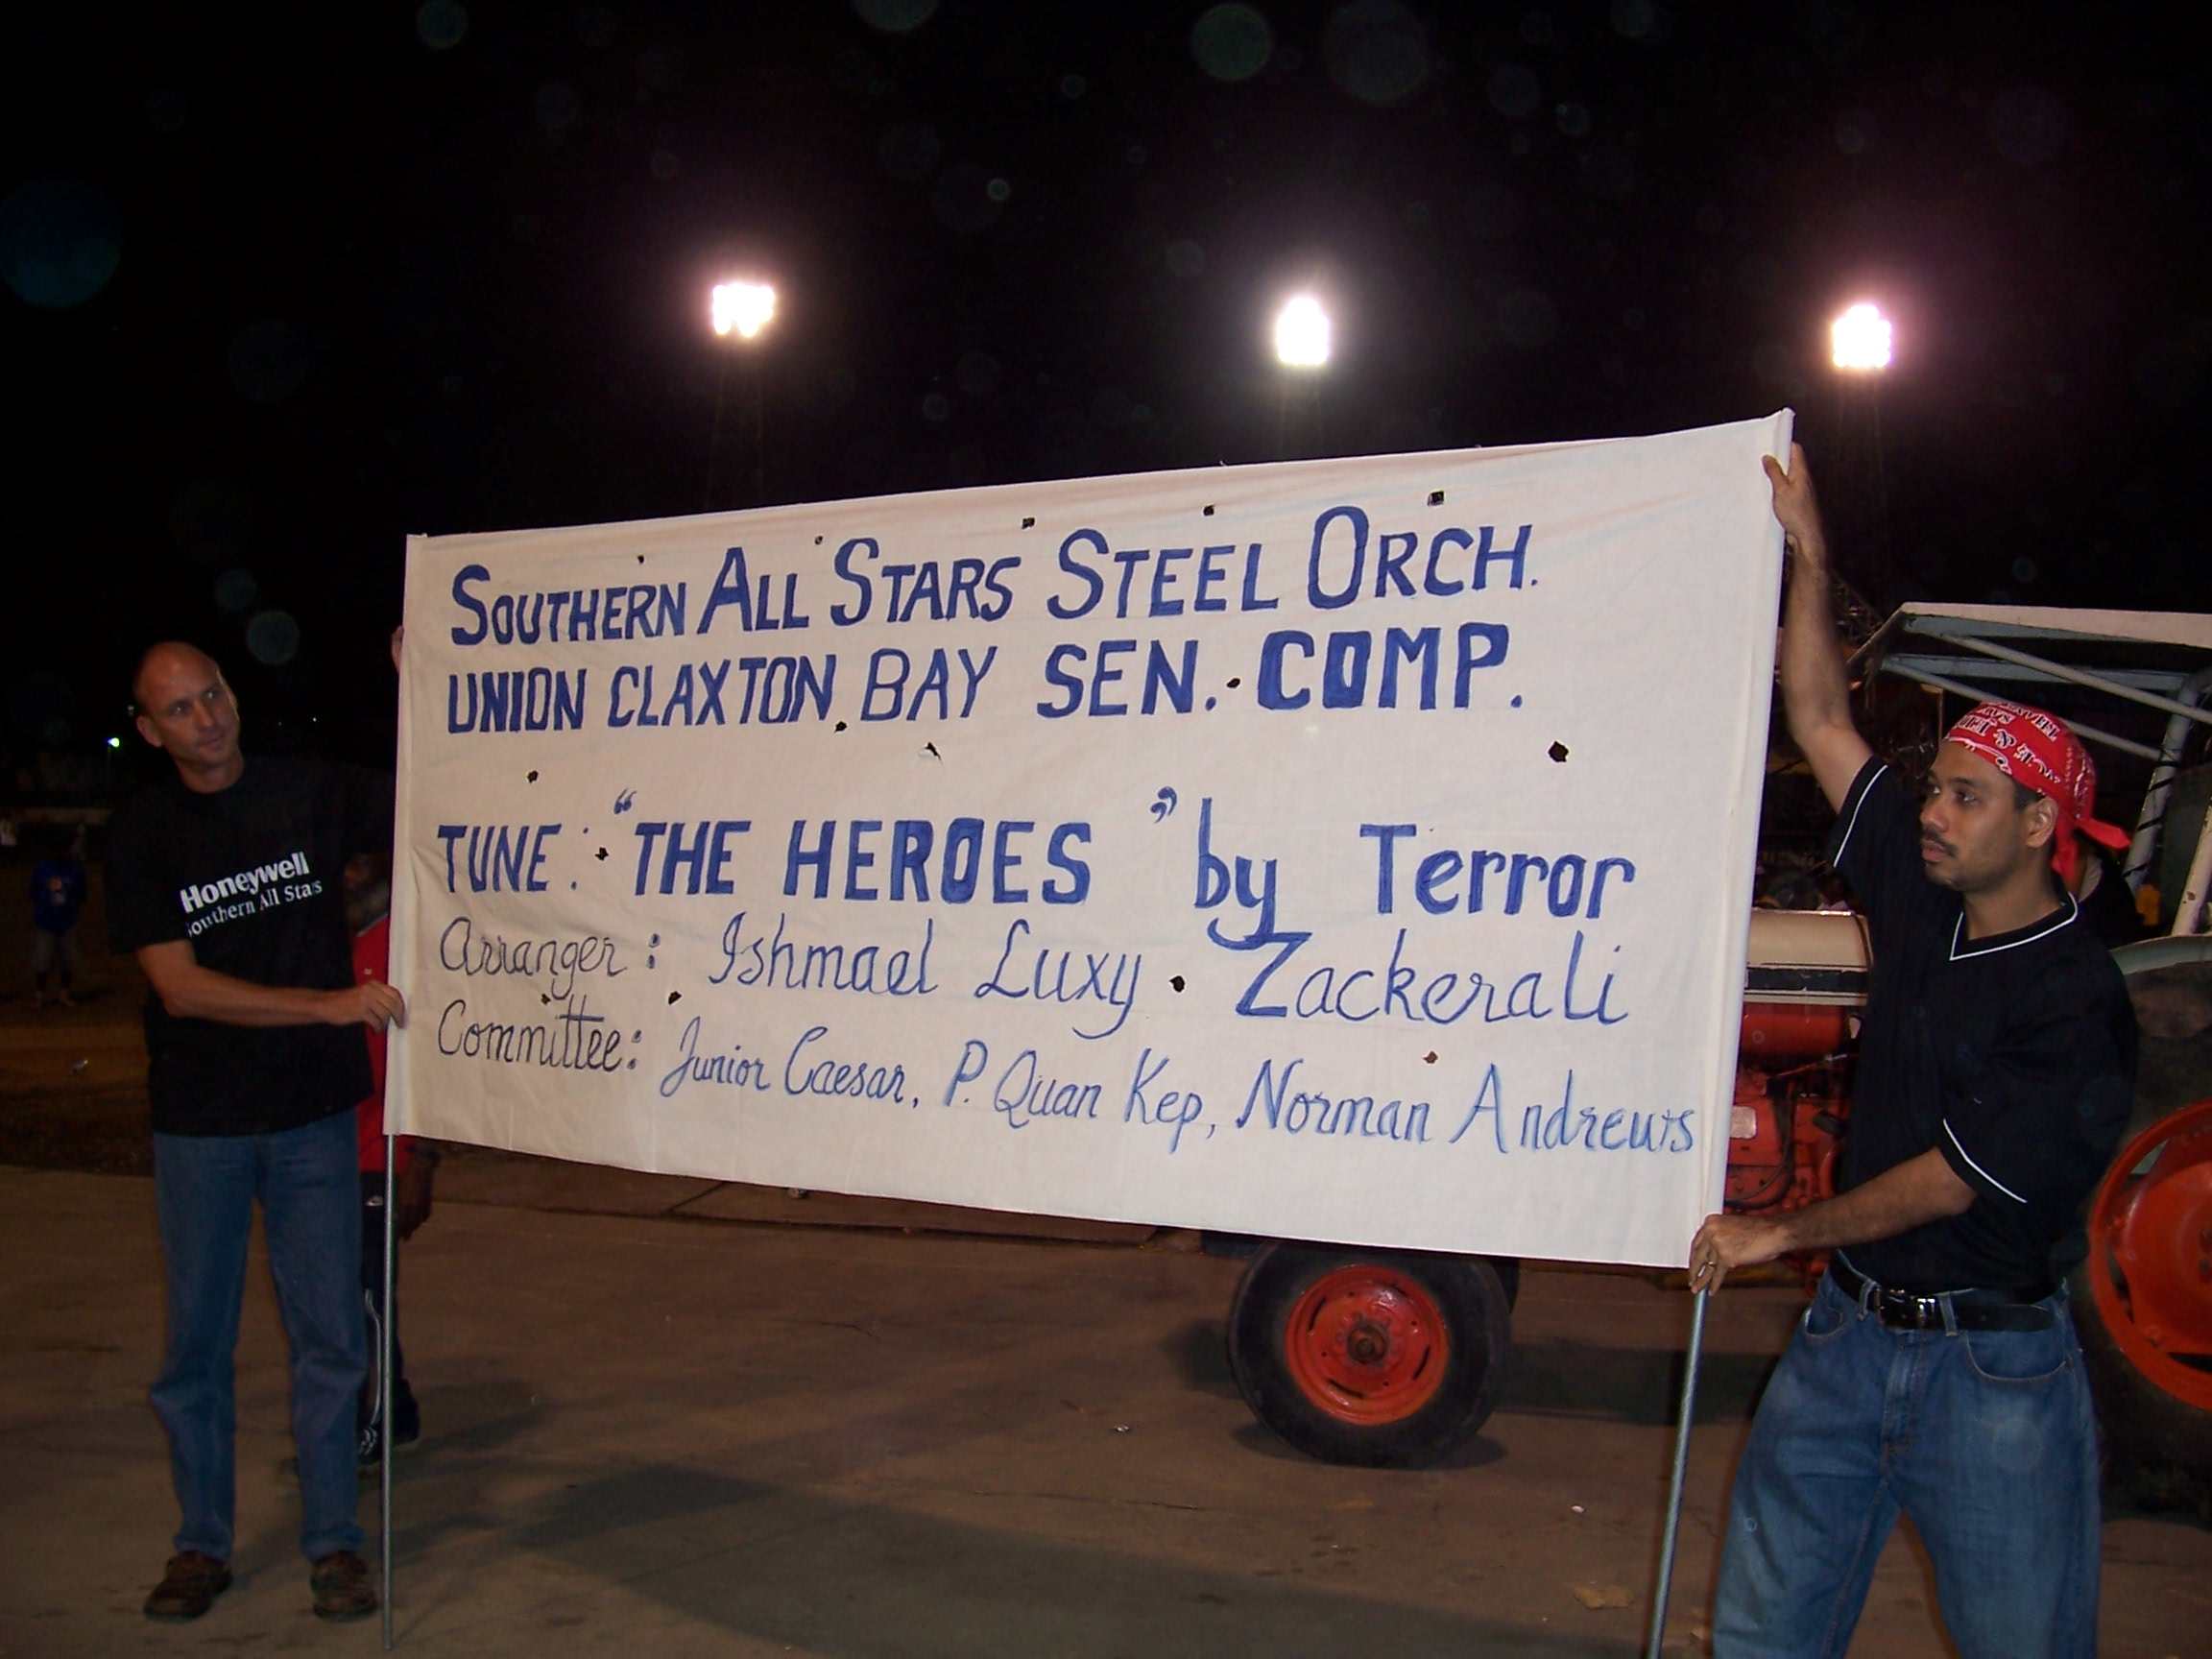 SOUTHERN ALL STARS STEEL ORCH.
UNION CLAXTON BAY SEN. COMP.
TUNE: "THE HEROES" by Terror
Arranger: Ishmael Luxy Zackerali
Committee: Junior Caesar, P. Quan Kep, Norman Andrews
Honeywell
Southern All Stars